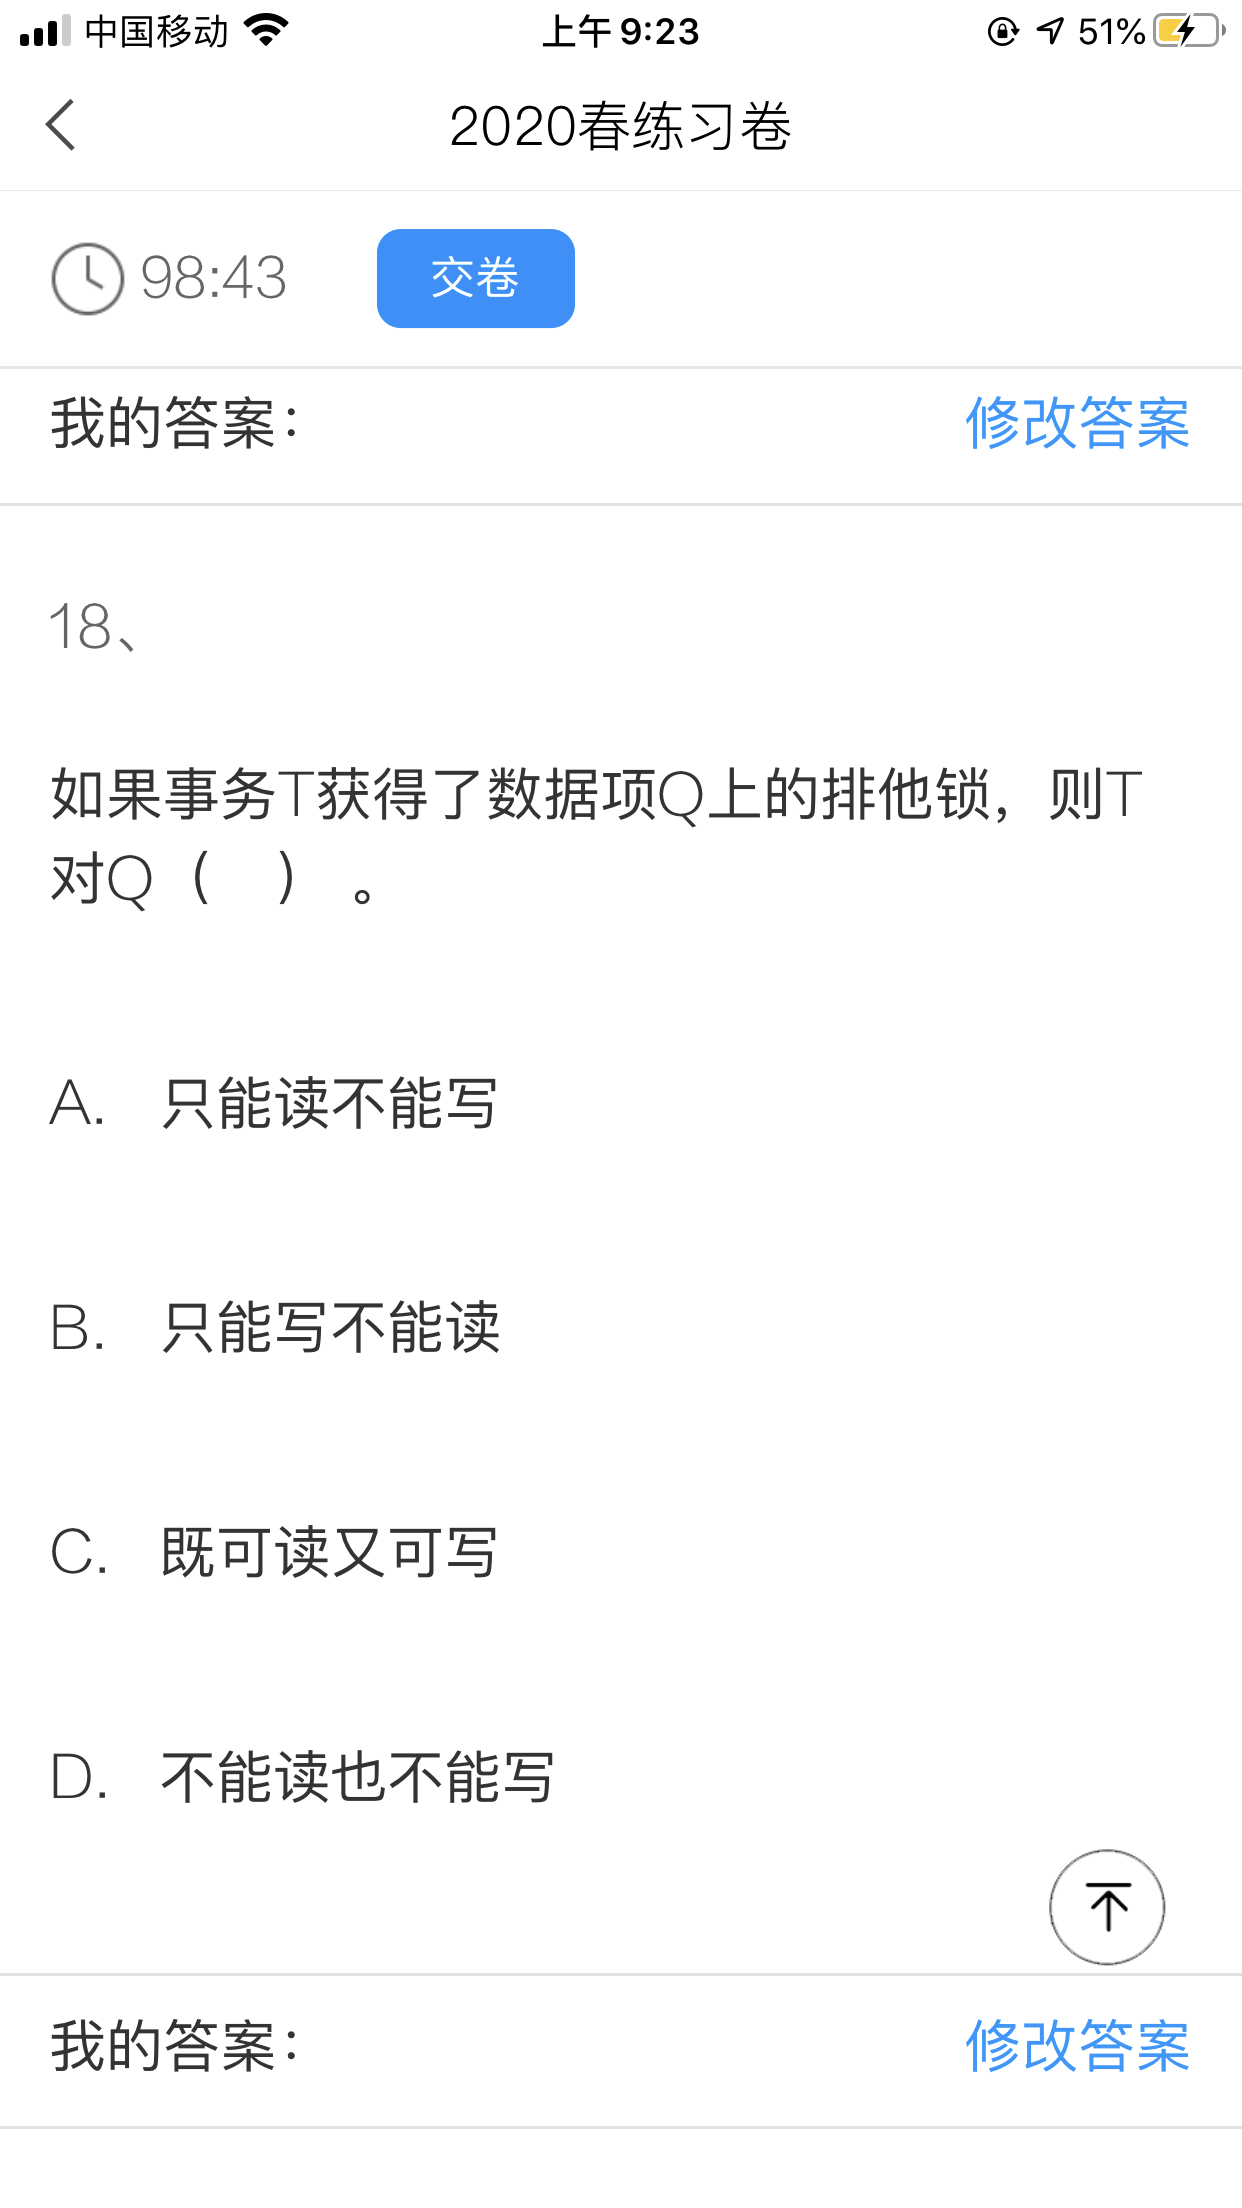 中国移动 上午 9:23 51%
2020春练习卷
98:43 交卷
我的答案： 修改答案
18、
如果事务T获得了数据项Q上的排他锁，则T
对Q（ ）。
A. 只能读不能写
B. 只能写不能读
C. 既可读又可写
D. 不能读也不能写
我的答案： 修改答案